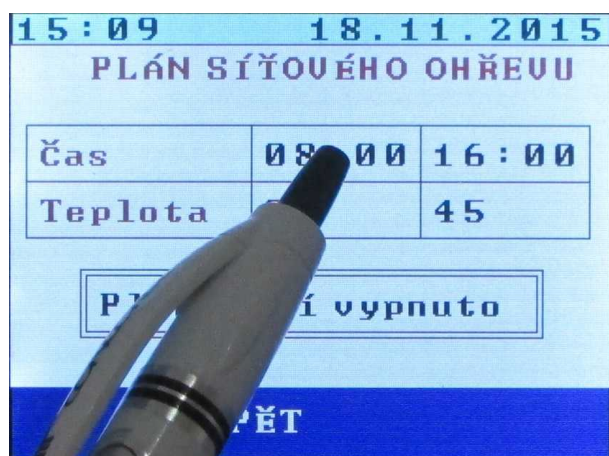 15:09 18.11.2015
PLÁN SÍŤOVÉHO OHŘEVU
Čas 08:00 16:00
Teplota 45
vypnuto